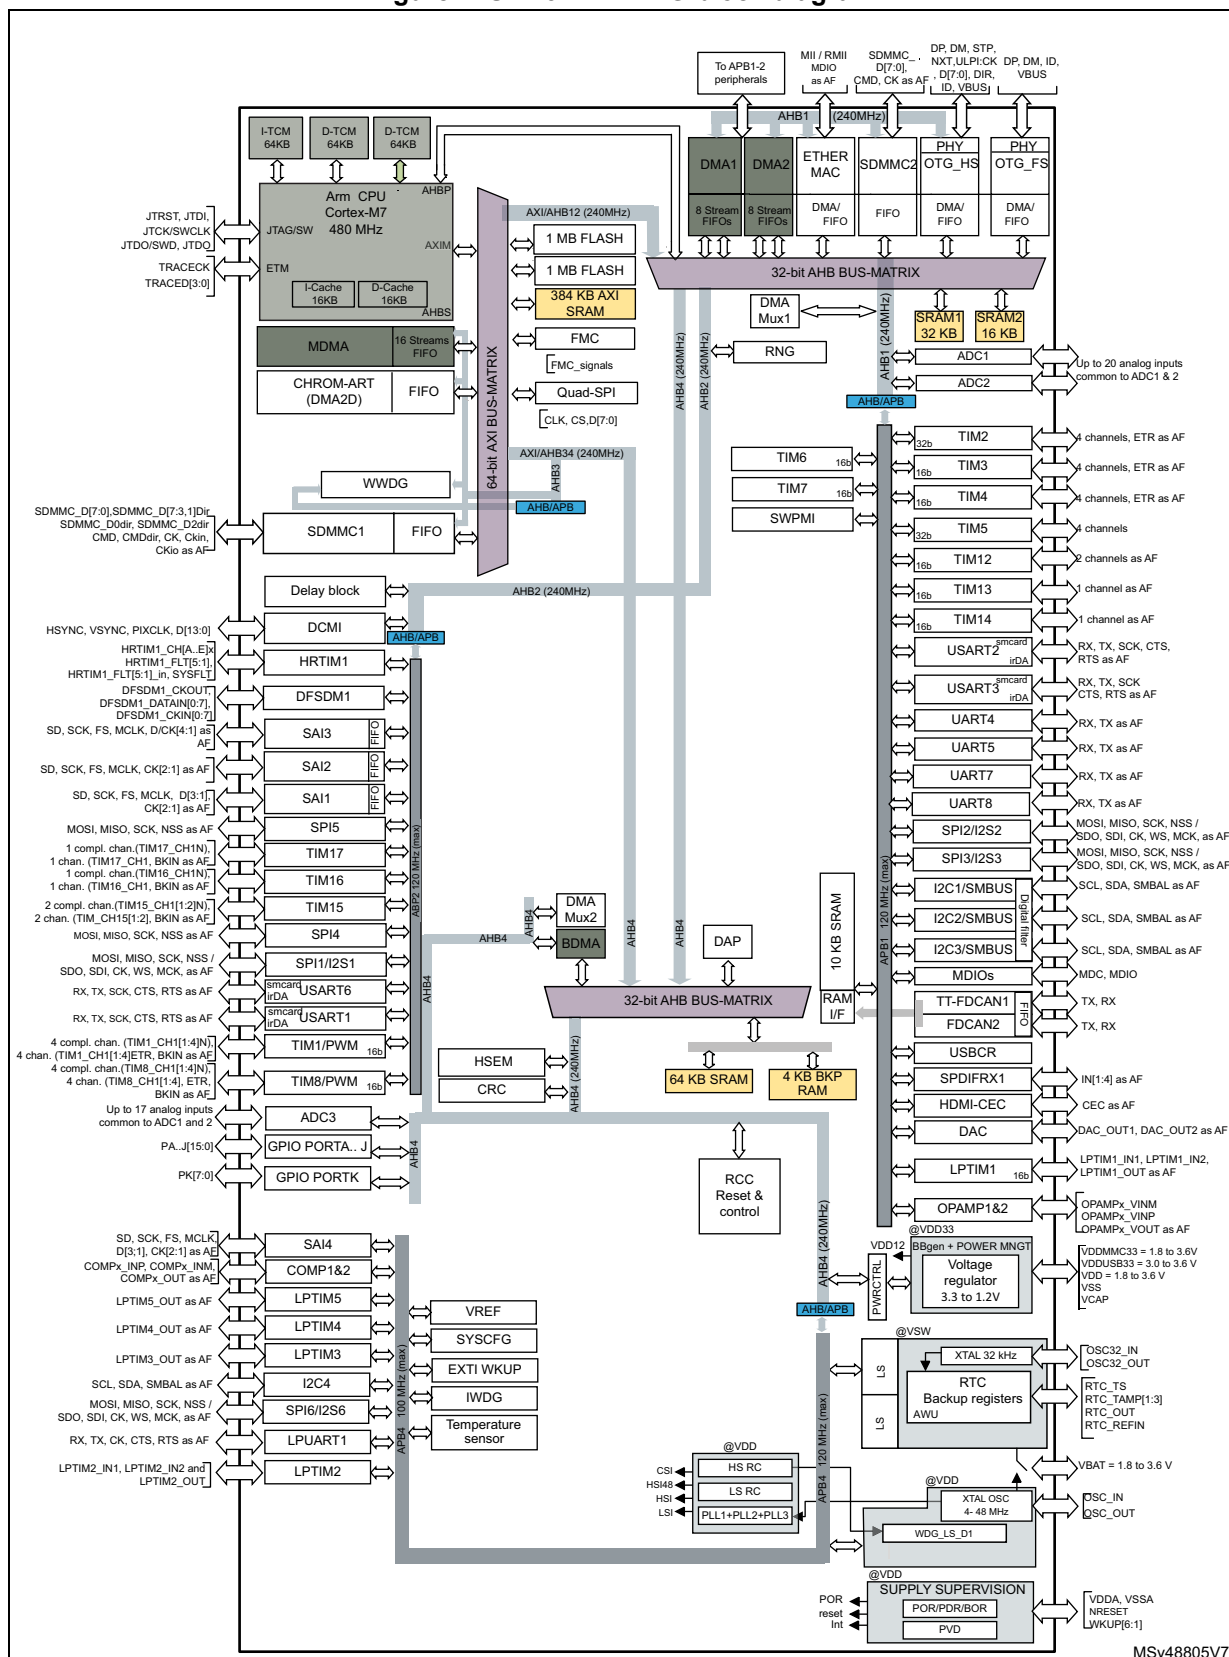 To APB1-2
peripherals
MII / RMII
MDIO
as AF
SDMMC_
D[7:0],
CMD, CK as AF
DP, DM, STP,
NXT,ULPI:CK
, D[7:0], DIR,
ID, VBUS
DP, DM, ID,
VBUS
AHB1 (240MHz)
I-TCM
64KB
D-TCM
64KB
D-TCM
64KB
AHBP
Arm CPU
Cortex-M7
480 MHz
JTAG/SW
AXIM
ETM
I-Cache
16KB
D-Cache
16KB
AHBS
JTRST, JTDI,
JTCK/SWCLK
JTDO/SWD, JTDO
TRACECK
TRACED[3:0]
DMA1
8 Stream
FIFOs
DMA2
8 Stream
FIFOs
ETHER
MAC
DMA/
FIFO
SDMMC2
FIFO
PHY
OTG_HS
DMA/
FIFO
PHY
OTG_FS
DMA/
FIFO
AXI/AHB12 (240MHz)
1 MB FLASH
1 MB FLASH
384 KB AXI
SRAM
FMC
FMC_signals
Quad-SPI
CLK, CS,D[7:0]
64-bit AXI BUS-MATRIX
32-bit AHB BUS-MATRIX
DMA
Mux1
SRAM1
32 KB
SRAM2
16 KB
RNG
AHB4 (240MHz)
AHB2 (240MHz)
AHB1 (240MHz)
ADC1
ADC2
Up to 20 analog inputs
common to ADC1 & 2
AHB/APB
MDMA
16 Streams
FIFO
CHROM-ART
(DMA2D)
FIFO
AXI/AHB34 (240MHz)
AHB3
WWDG
AHB/APB
SDMMC1
FIFO
SDMMC_D[7:0],SDMMC_D[7:3,1]Dir
SDMMC_D0dir, SDMMC_D2dir
CMD, CMDdir, CK, Ckin,
CKio as AF
TIM6
16b
TIM7
16b
SWPMI
TIM2
32b
4 channels, ETR as AF
TIM3
16b
4 channels, ETR as AF
TIM4
16b
4 channels, ETR as AF
TIM5
32b
4 channels
TIM12
16b
2 channels as AF
TIM13
16b
1 channel as AF
TIM14
16b
1 channel as AF
USART2
smcard
irDA
RX, TX, SCK, CTS,
RTS as AF
USART3
smcard
irDA
RX, TX, SCK
CTS, RTS as AF
UART4
RX, TX as AF
UART5
RX, TX as AF
UART7
RX, TX as AF
UART8
RX, TX as AF
SPI2/I2S2
MOSI, MISO, SCK, NSS /
SDO, SDI, CK, WS, MCK, as AF
SPI3/I2S3
MOSI, MISO, SCK, NSS /
SDO, SDI, CK, WS, MCK, as AF
I2C1/SMBUS
SCL, SDA, SMBAL as AF
I2C2/SMBUS
SCL, SDA, SMBAL as AF
I2C3/SMBUS
SCL, SDA, SMBAL as AF
Digital filter
MDIOs
MDC, MDIO
TT-FDCAN1
TX, RX
FDCAN2
TX, RX
FIFO
USBCR
SPDIFRX1
IN[1:4] as AF
HDMI-CEC
CEC as AF
DAC
DAC_OUT1, DAC_OUT2 as AF
LPTIM1
16b
LPTIM1_IN1, LPTIM1_IN2,
LPTIM1_OUT as AF
OPAMP1&2
OPAMPx_VINM
OPAMPx_VINP
OPAMPx_VOUT as AF
APB1 120 MHz (max)
10 KB SRAM
RAM
I/F
Delay block
AHB2 (240MHz)
DCMI
HSYNC, VSYNC, PIXCLK, D[13:0]
AHB/APB
HRTIM1
HRTIM1_CH[A..E]x
HRTIM1_FLT[5:1],
HRTIM1_FLT[5:1]_in, SYSFLT
DFSDM1
DFSDM1_CKOUT,
DFSDM1_DATAIN[0:7],
DFSDM1_CKIN[0:7]
SAI3
FIFO
SD, SCK, FS, MCLK, D/CK[4:1] as
AF
SAI2
FIFO
SD, SCK, FS, MCLK, CK[2:1] as AF
SAI1
FIFO
SD, SCK, FS, MCLK, D[3:1],
CK[2:1] as AF
SPI5
MOSI, MISO, SCK, NSS as AF
TIM17
1 compl. chan.(TIM17_CH1N),
1 chan. (TIM17_CH1, BKIN as AF
TIM16
1 compl. chan.(TIM16_CH1N),
1 chan. (TIM16_CH1, BKIN as AF
TIM15
2 compl. chan.(TIM15_CH1[1:2]N),
2 chan. (TIM_CH15[1:2], BKIN as AF
SPI4
MOSI, MISO, SCK, NSS as AF
SPI1/I2S1
MOSI, MISO, SCK, NSS /
SDO, SDI, CK, WS, MCK, as AF
USART6
smcard
irDA
RX, TX, SCK, CTS, RTS as AF
USART1
smcard
irDA
RX, TX, SCK, CTS, RTS as AF
TIM1/PWM
16b
4 compl. chan. (TIM1_CH1[1:4]N),
4 chan. (TIM1_CH1[1:4]ETR, BKIN as AF
TIM8/PWM
16b
4 compl. chan.(TIM8_CH1[1:4]N),
4 chan. (TIM8_CH1[1:4], ETR,
BKIN as AF
ABP2 120 MHz (max)
ADC3
Up to 17 analog inputs
common to ADC1 and 2
GPIO PORTA.. J
PA..J[15:0]
GPIO PORTK
PK[7:0]
AHB4
AHB4
AHB4
AHB4
AHB4
AHB4
DMA
Mux2
BDMA
DAP
32-bit AHB BUS-MATRIX
HSEM
CRC
AHB4 (240MHz)
64 KB SRAM
4 KB BKP
RAM
RCC
Reset &
control
AHB4 (240MHz)
AHB/APB
@VDD33
VDD12
BBgen + POWER MNGT
Voltage
regulator
3.3 to 1.2V
PWRCTRL
VDDMMC33 = 1.8 to 3.6V
VDDUSB33 = 3.0 to 3.6 V
VDD = 1.8 to 3.6 V
VSS
VCAP
SAI4
SD, SCK, FS, MCLK,
D[3;1], CK[2:1] as AF
COMP1&2
COMPx_INP, COMPx_INM,
COMPx_OUT as AF
LPTIM5
LPTIM5_OUT as AF
LPTIM4
LPTIM4_OUT as AF
LPTIM3
LPTIM3_OUT as AF
I2C4
SCL, SDA, SMBAL as AF
SPI6/I2S6
MOSI, MISO, SCK, NSS /
SDO, SDI, CK, WS, MCK, as AF
LPUART1
RX, TX, CK, CTS, RTS as AF
LPTIM2
LPTIM2_IN1, LPTIM2_IN2 and
LPTIM2_OUT
APB4 100 MHz (max)
VREF
SYSCFG
EXTI WKUP
IWDG
Temperature
sensor
APB4 120 MHz (max)
@VSW
LS
LS
XTAL 32 kHz
RTC
Backup registers
AWU
OSC32_IN
OSC32_OUT
RTC_TS
RTC_TAMP[1:3]
RTC_OUT
RTC_REFIN
VBAT = 1.8 to 3.6 V
@VDD
HS RC
LS RC
PLL1+PLL2+PLL3
CSI
HSI48
HSI
LSI
@VDD
XTAL OSC
4- 48 MHz
WDG_LS_D1
OSC_IN
OSC_OUT
@VDD
SUPPLY SUPERVISION
POR/PDR/BOR
PVD
POR
reset
Int
VDDA, VSSA
NRESET
WKUP[6:1]
MSv48805V7